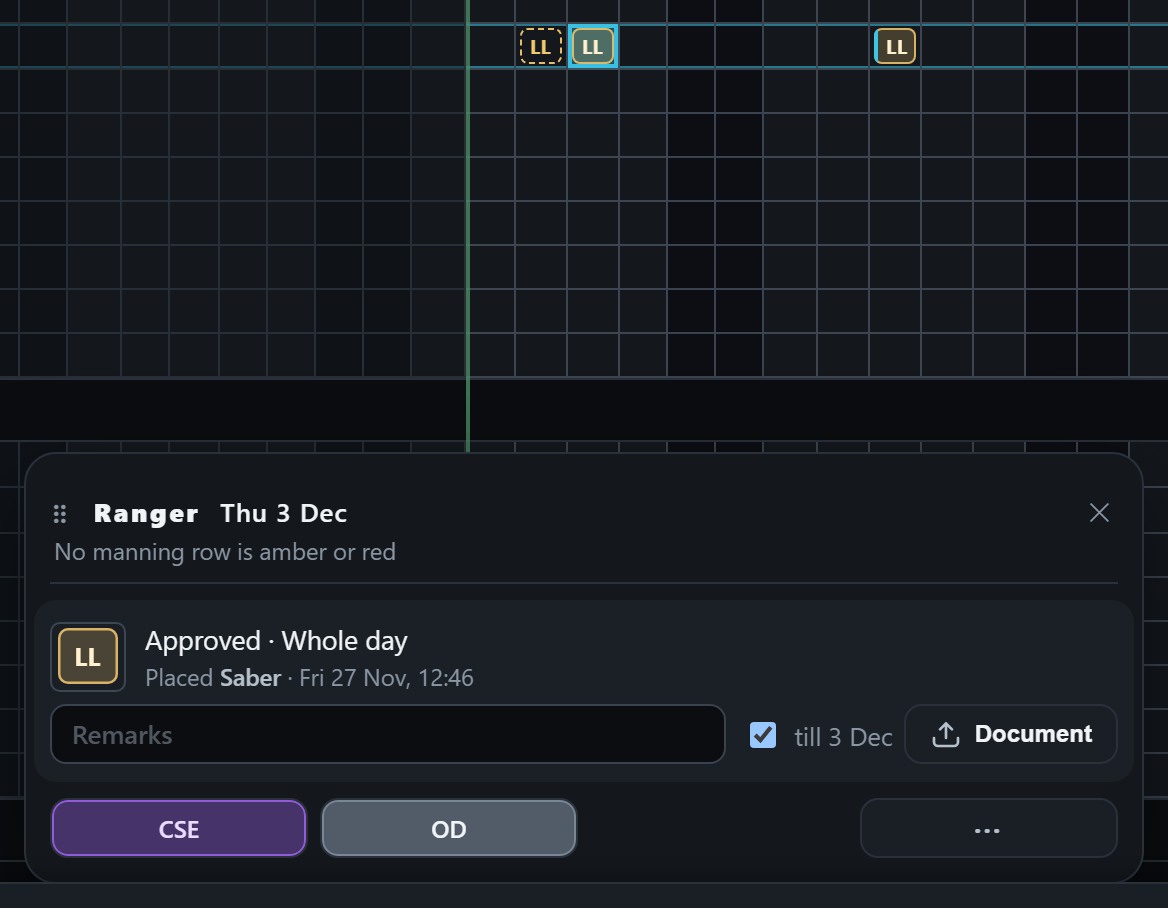 LL LL LL
Ranger Thu 3 Dec
No manning row is amber or red
LL
Approved · Whole day
Placed Saber · Fri 27 Nov, 12:46
Remarks
till 3 Dec
Document
CSE
OD
...